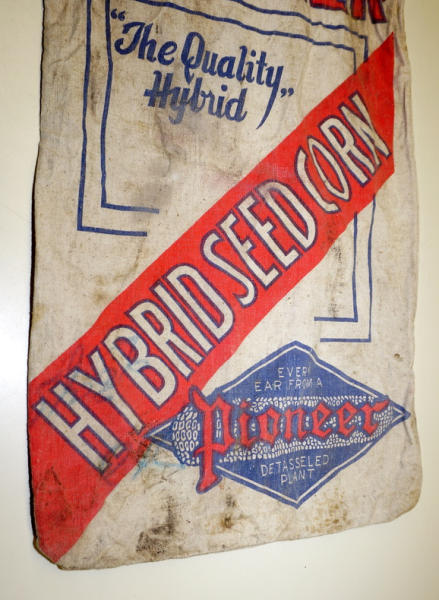 "The Quality
Hybrid"
HYBRID SEED CORN
EVERY
EAR FROM A
Pioneer
DETASSELED
PLANT